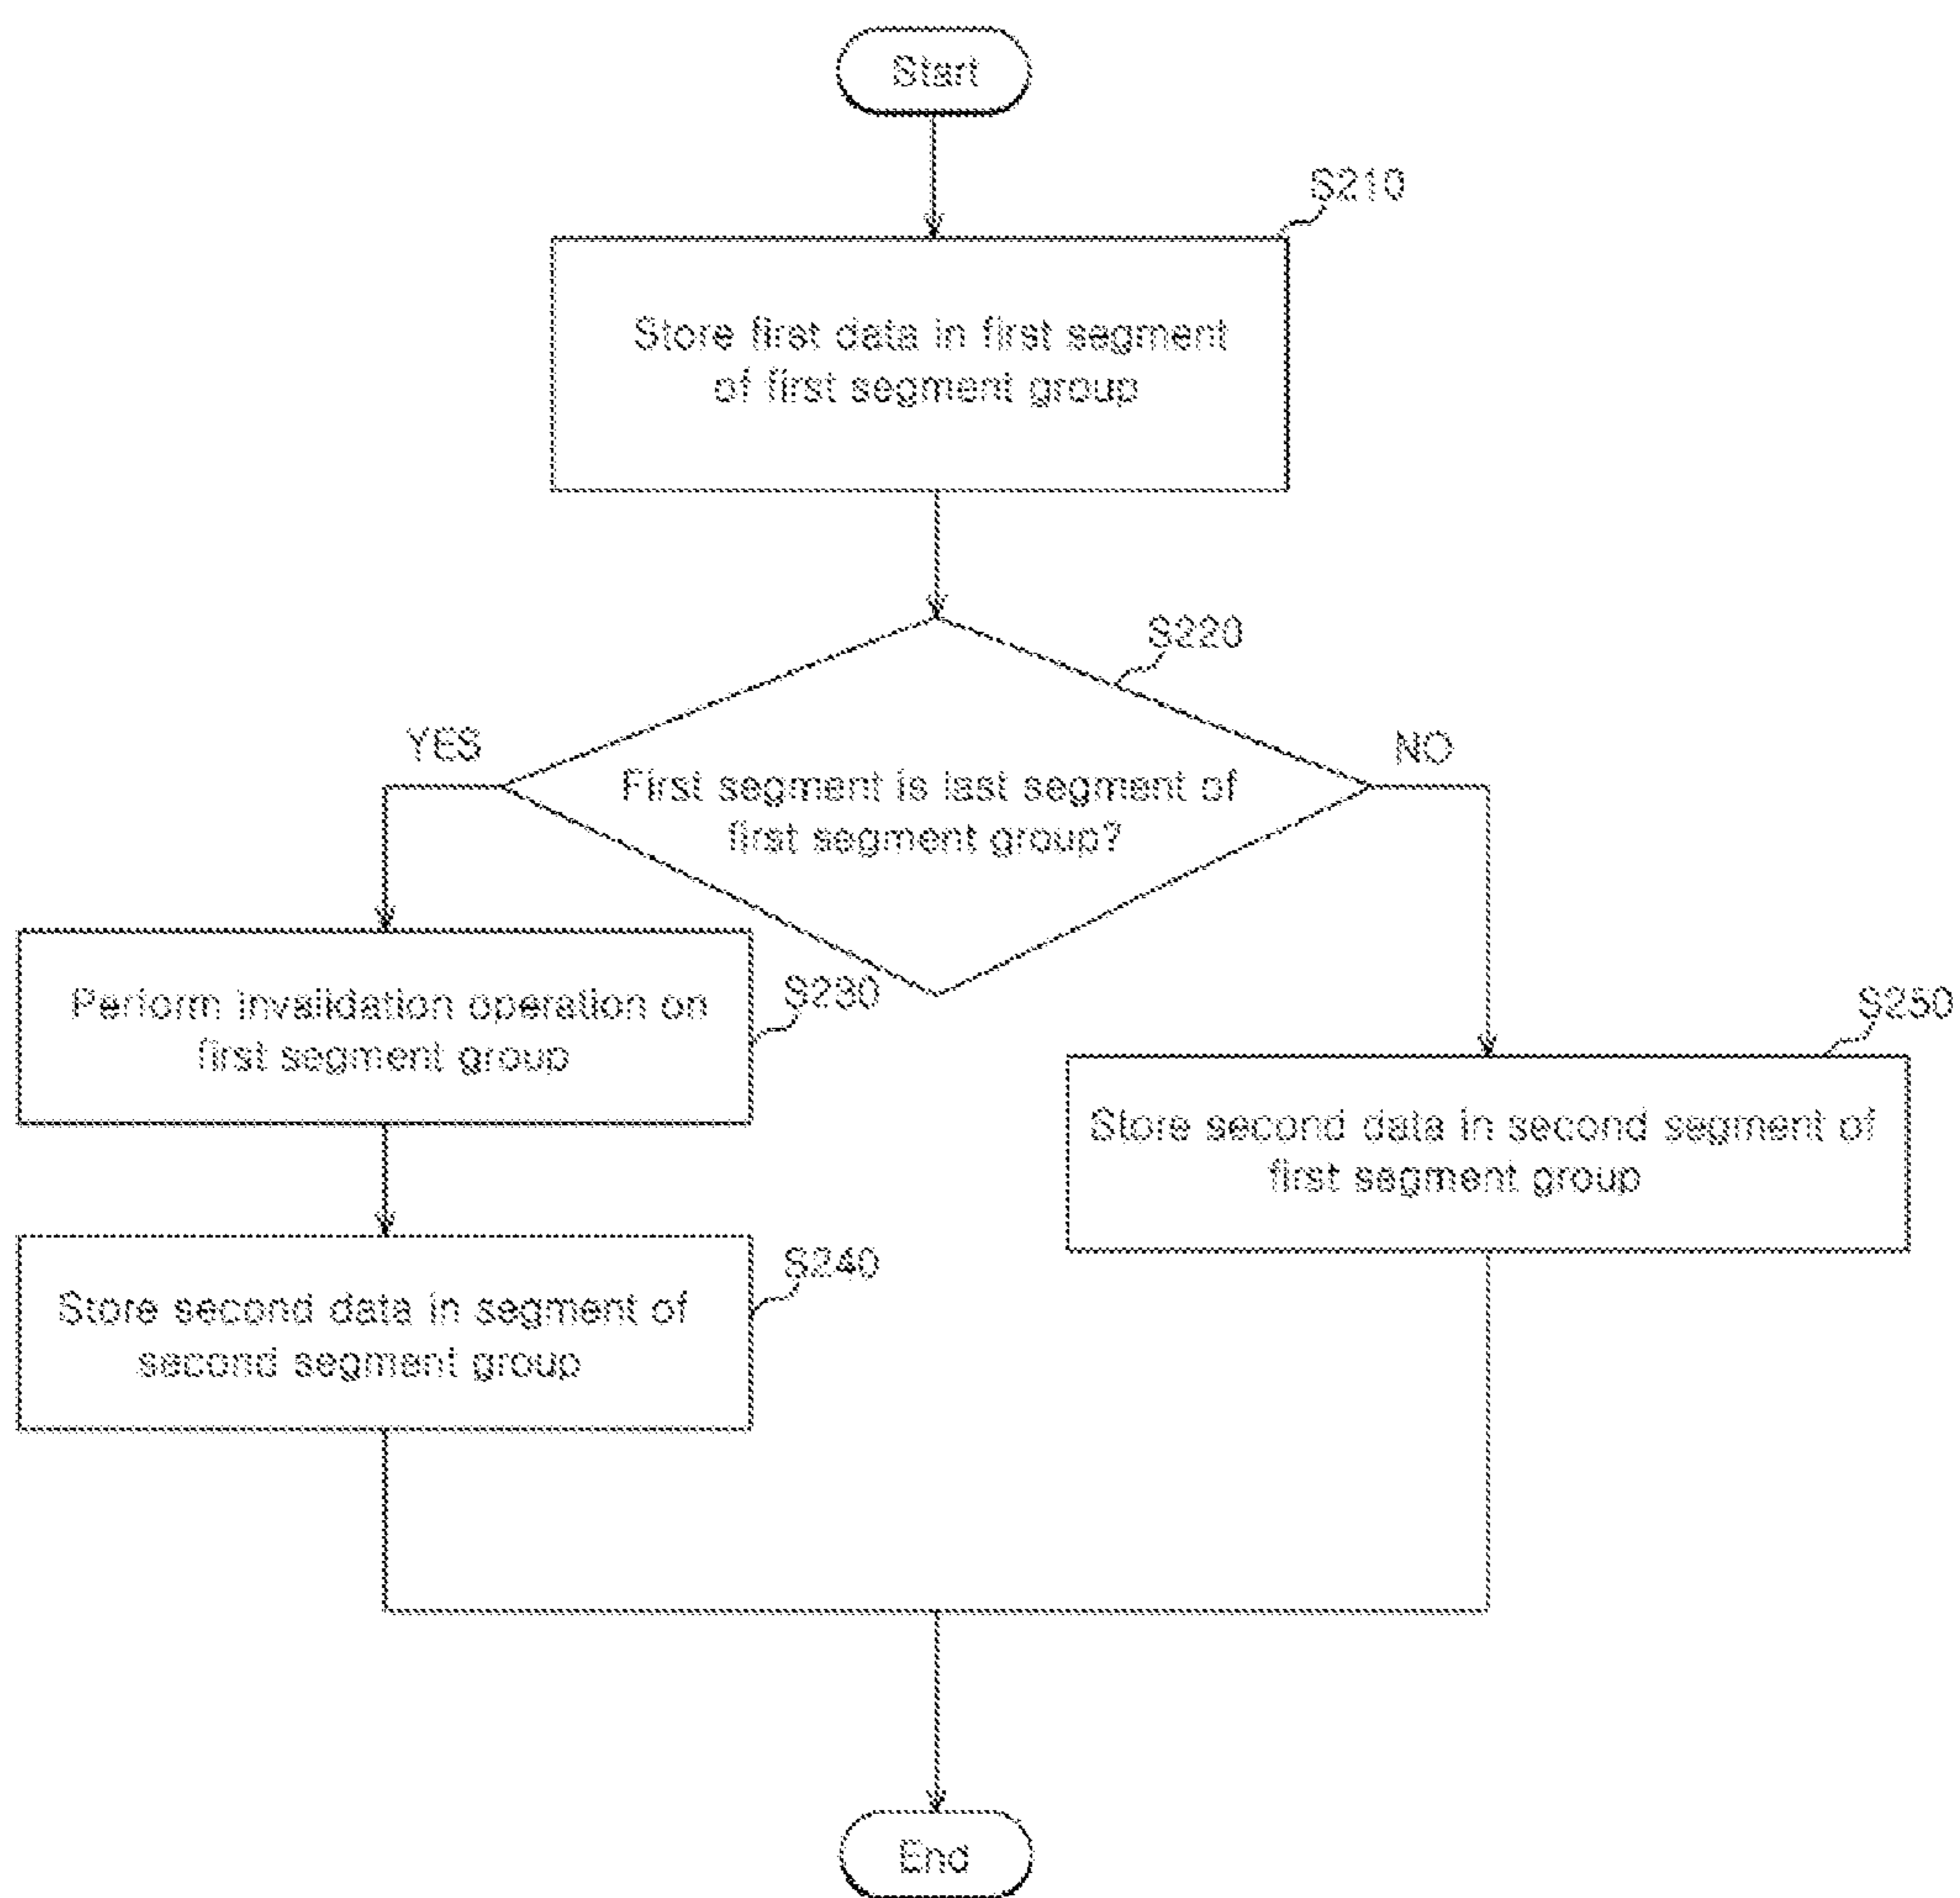 Start
S210
Store first data in first segment
of first segment group
S220
YES
NO
First segment is last segment of
first segment group?
Perform invalidation operation on
first segment group
S230
S250
Store second data in second segment of
first segment group
S240
Store second data in segment of
second segment group
End